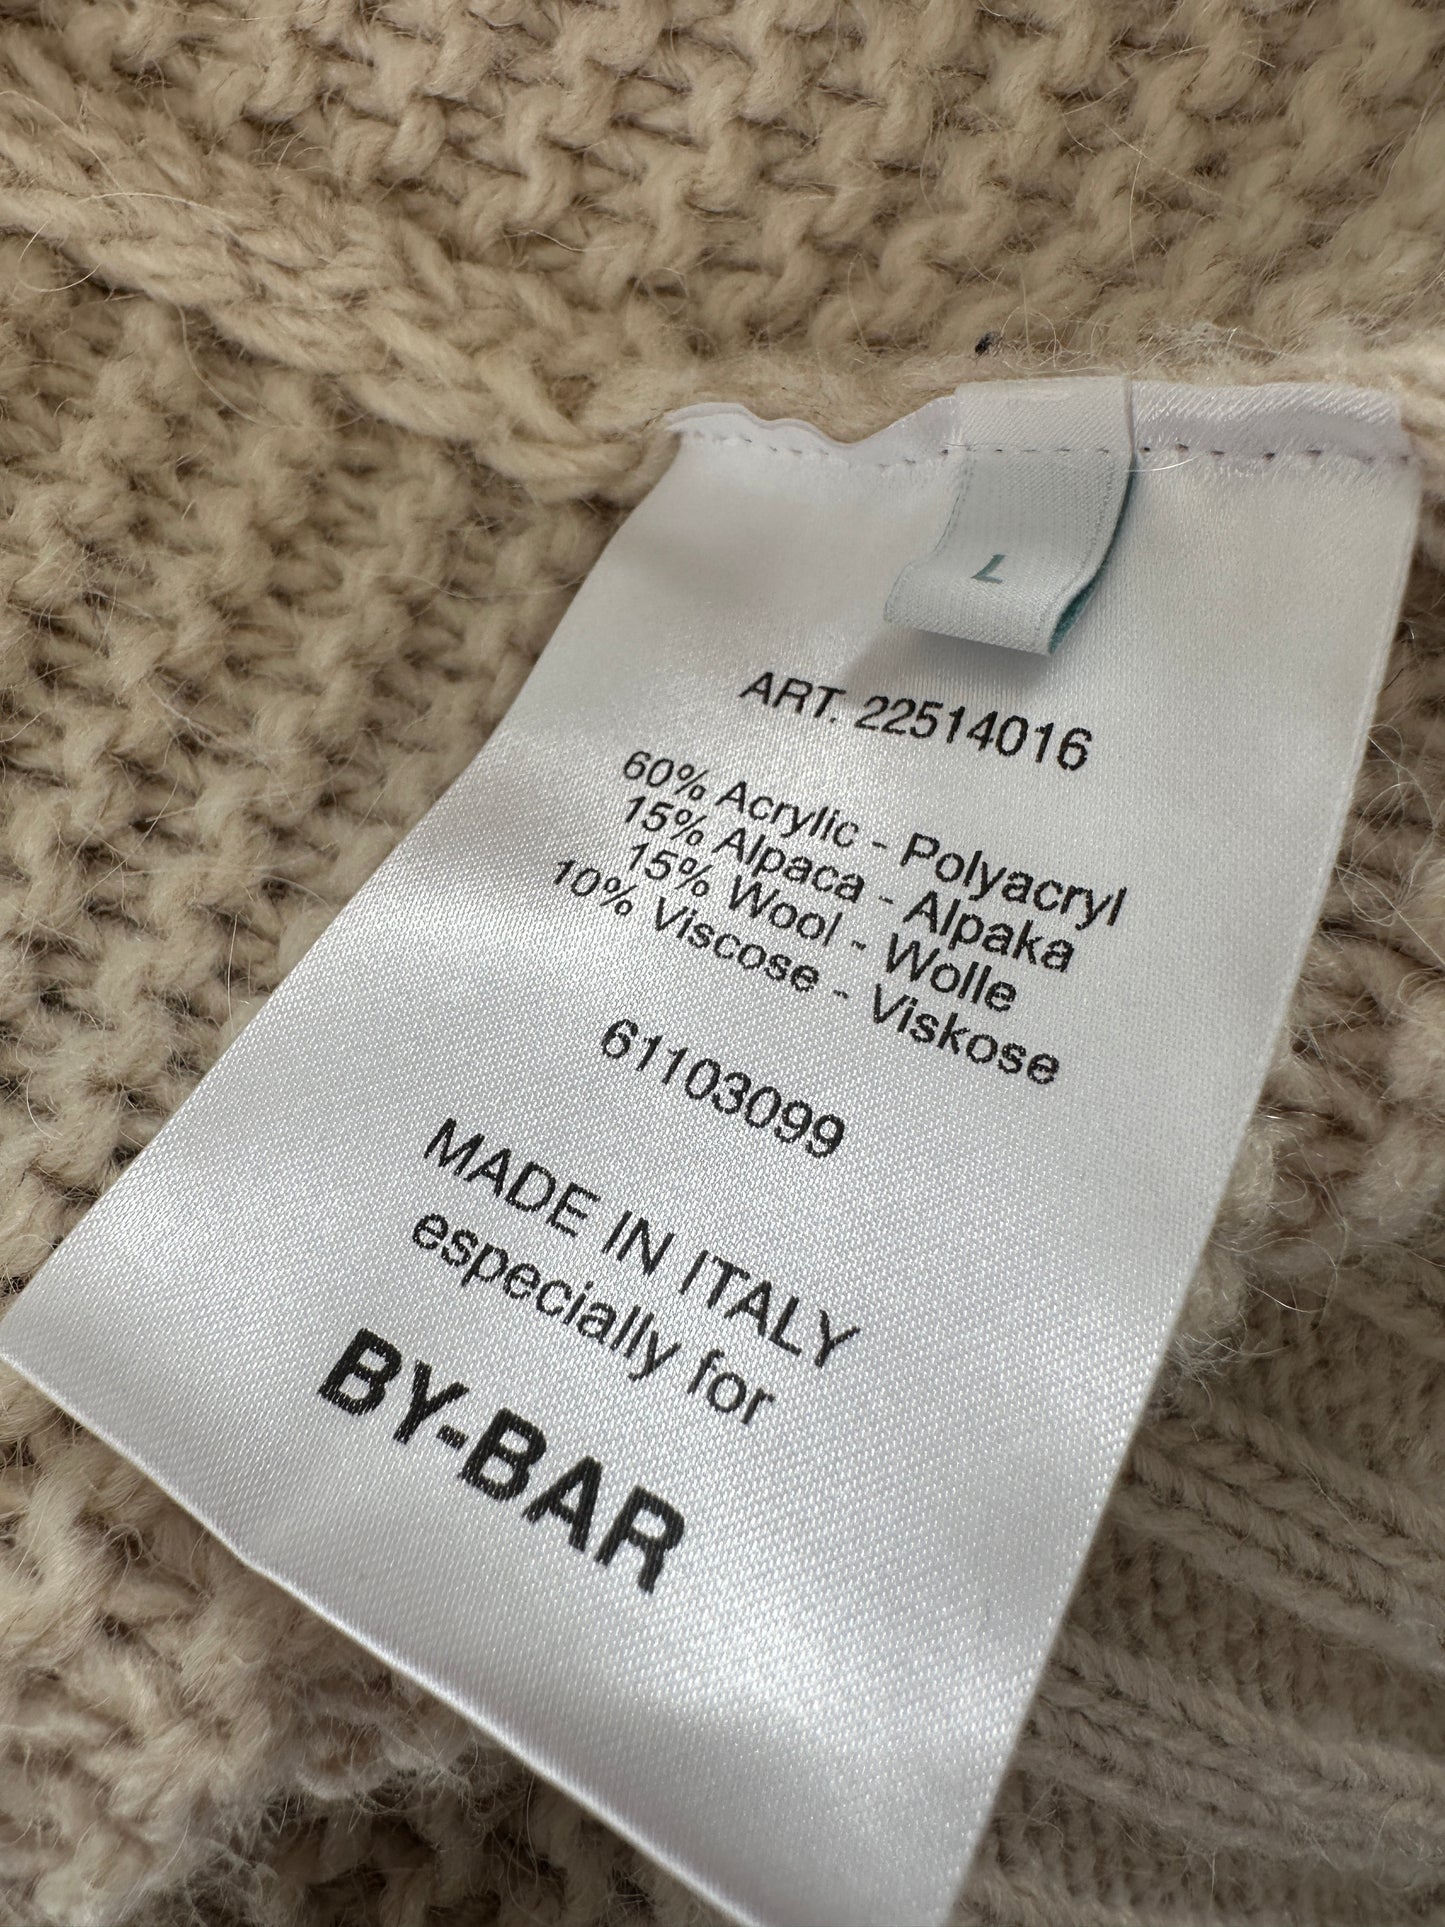 L
ART. 22514016
60% Acrylic - Polyacryl
15% Alpaca - Alpaka
15% Wool - Wolle
10% Viscose - Viskose
61103099
MADE IN ITALY
especially for
BY-BAR